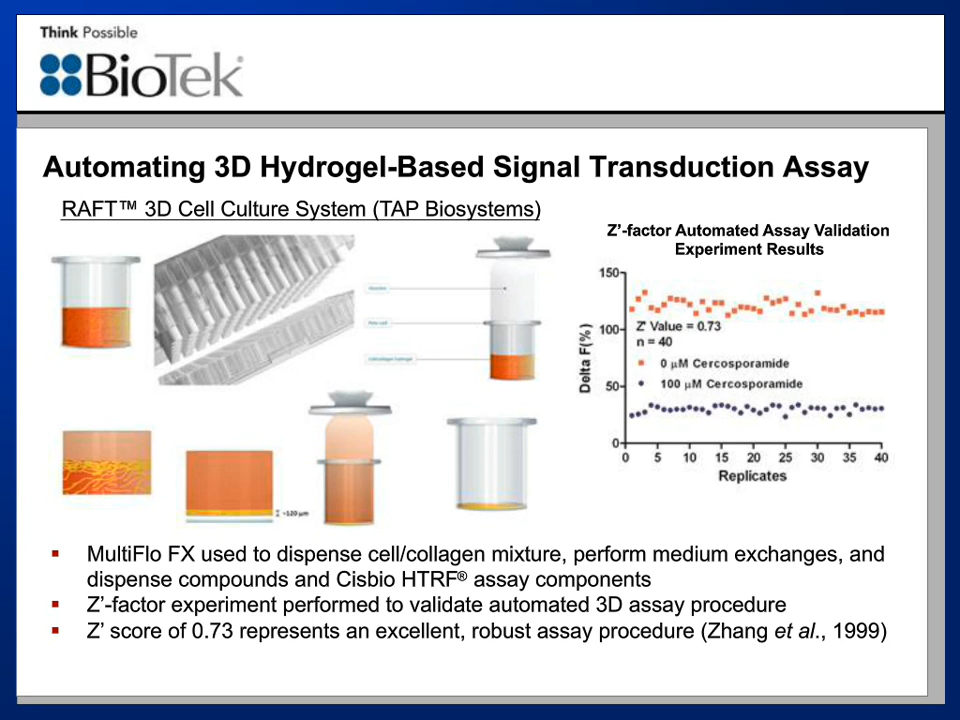 Think Possible
BioTek
Automating 3D Hydrogel-Based Signal Transduction Assay
RAFT™ 3D Cell Culture System (TAP Biosystems)
Z’-factor Automated Assay Validation
Experiment Results
Absorber
Collagen hydrogel
~120 µm
Delta F(%)
150
100
50
0
Z' Value = 0.73
n = 40
0 µM Cercosporamide
100 µM Cercosporamide
0 5 10 15 20 25 30 35 40
Replicates
▪ MultiFlo FX used to dispense cell/collagen mixture, perform medium exchanges, and
dispense compounds and Cisbio HTRF® assay components
▪ Z’-factor experiment performed to validate automated 3D assay procedure
▪ Z’ score of 0.73 represents an excellent, robust assay procedure (Zhang et al., 1999)